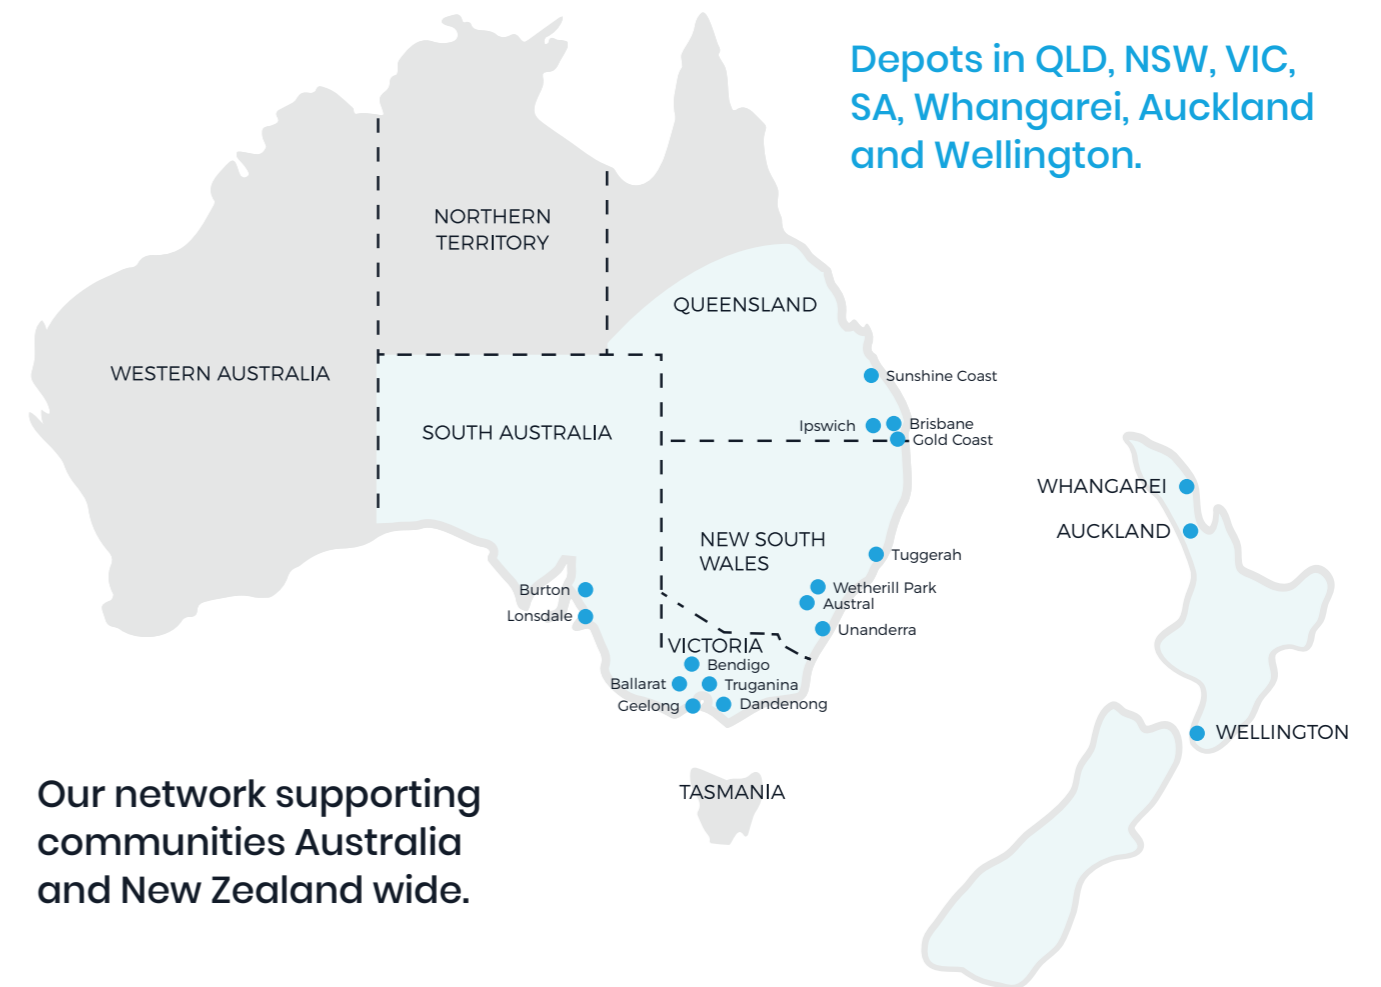 Depots in QLD, NSW, VIC,
SA, Whangarei, Auckland
and Wellington.
NORTHERN
TERRITORY
QUEENSLAND
WESTERN AUSTRALIA
SOUTH AUSTRALIA
Sunshine Coast
Ipswich
Brisbane
Gold Coast
WHANGAREI
AUCKLAND
NEW SOUTH
WALES
Tuggerah
Burton
Wetherill Park
Austral
Lonsdale
Unanderra
VICTORIA
Bendigo
Ballarat
Truganina
Geelong
Dandenong
WELLINGTON
TASMANIA
Our network supporting
communities Australia
and New Zealand wide.